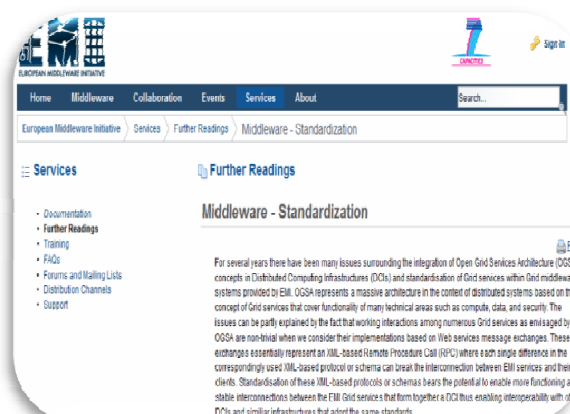 EMI
EUROPEAN MIDDLEWARE INITIATIVE
7
CAPACITIES
Sign In
Home Middleware Collaboration Events Services About Search...
European Middleware Initiative Services Further Readings Middleware - Standardization
Services
Documentation
Further Readings
Training
FAQs
Forums and Mailing Lists
Distribution Channels
Support
Further Readings
Middleware - Standardization
For several years there have been many issues surrounding the integration of Open Grid Services Architecture (OGS
concepts in Distributed Computing Infrastructures (DCIs) and standardisation of Grid services within Grid middlewa
systems provided by EMI. OGSA represents a massive architecture in the context of distributed systems based on th
concept of Grid services that cover functionality of many technical areas such as compute, data, and security. The
issues can be partly explained by the fact that working interactions among numerous Grid services as envisaged by
OGSA are non-trivial when we consider their implementations based on Web services message exchanges. These
exchanges essentially represent an XML-based Remote Procedure Call (RPC) where each single difference in the
correspondingly used XML-based protocol or schema can break the interconnection between EMI services and their
clients. Standardisation of these XML-based protocols or schemas bears the potential to enable more functioning a
stable interconnections between the EMI Grid services that form together a DCI thus enabling interoperability with ot
DCIs and similiar infrastructures that adopt the same standards.